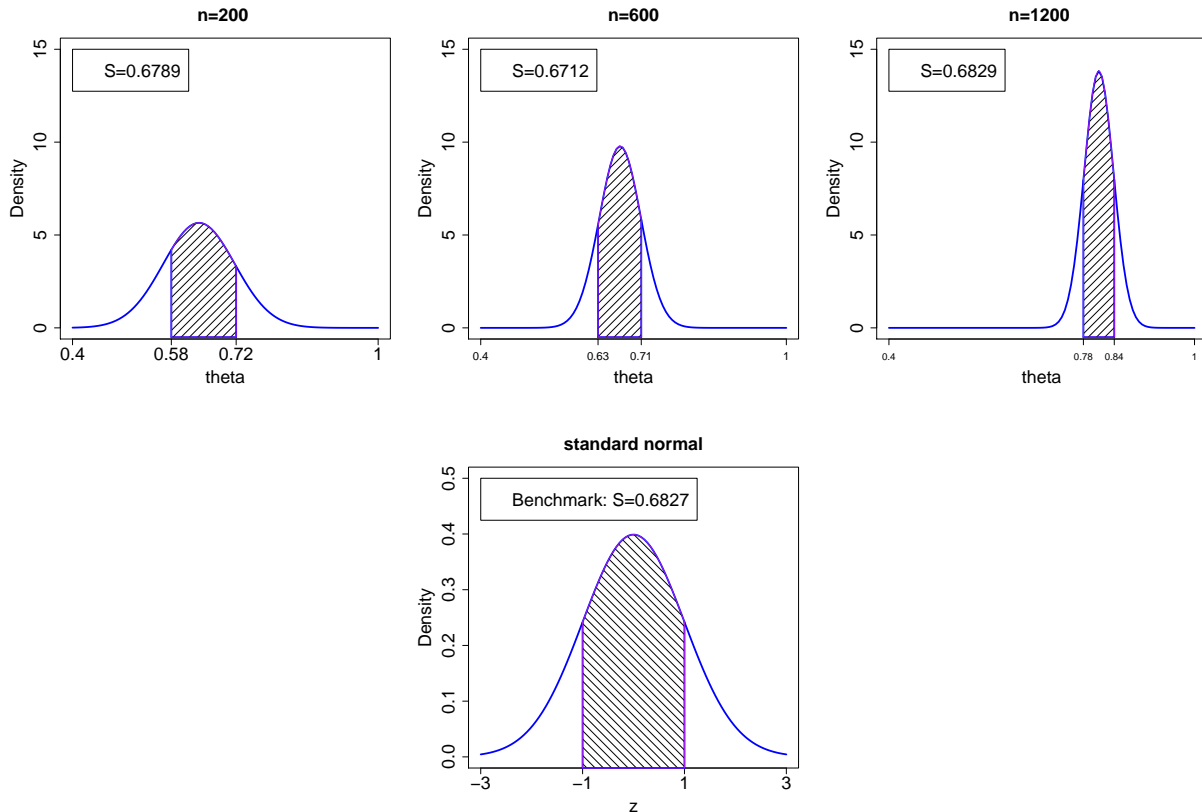 n=200
S=0.6789
Density
0
5
10
15
0.4 0.58 0.72 1
theta
n=600
S=0.6712
Density
0
5
10
15
0.4 0.63 0.71 1
theta
n=1200
S=0.6829
Density
0
5
10
15
0.4 0.78 0.84 1
theta
standard normal
Benchmark: S=0.6827
Density
0.0
0.1
0.2
0.3
0.4
0.5
−3 −1 1 3
z